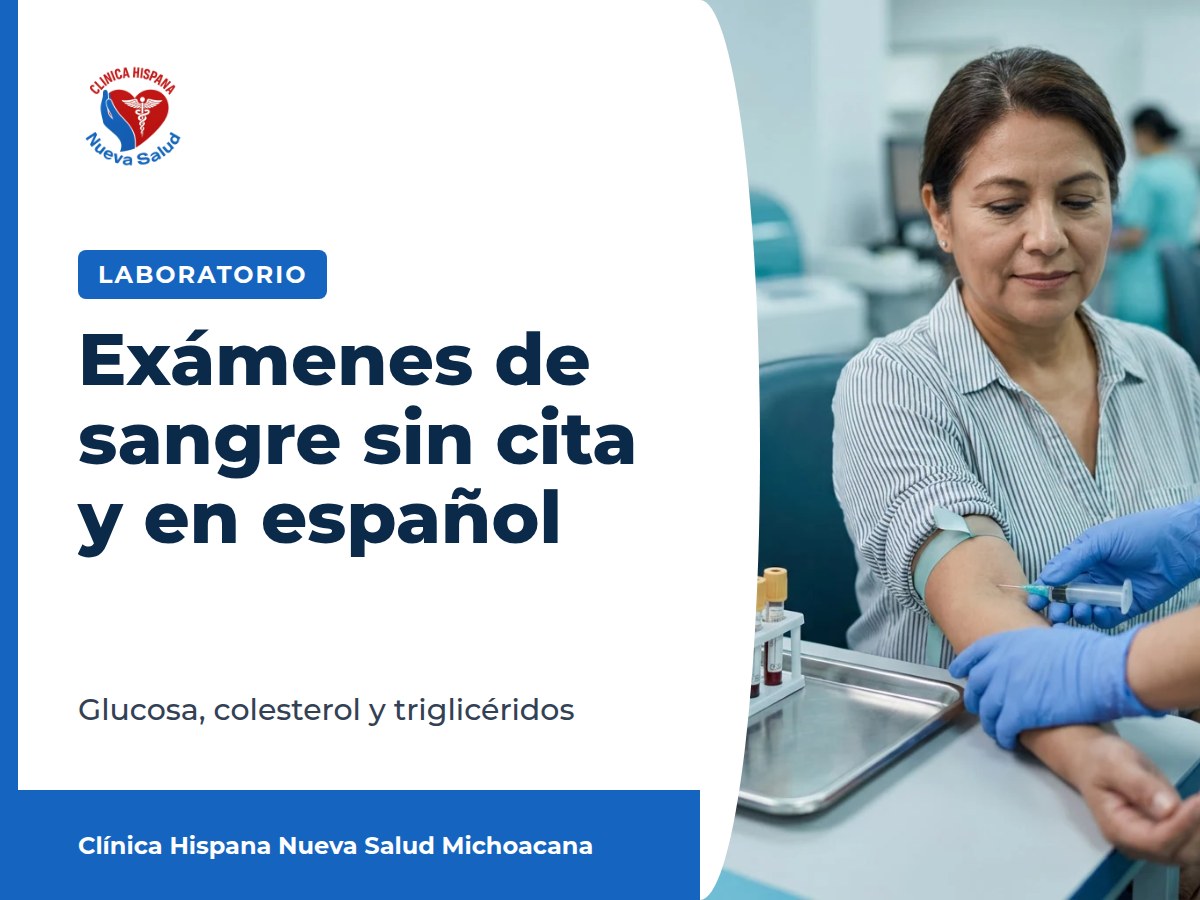 CLINICA HISPANA
Nueva Salud
LABORATORIO
Exámenes de
sangre sin cita
y en español
Glucosa, colesterol y triglicéridos
Clínica Hispana Nueva Salud Michoacana